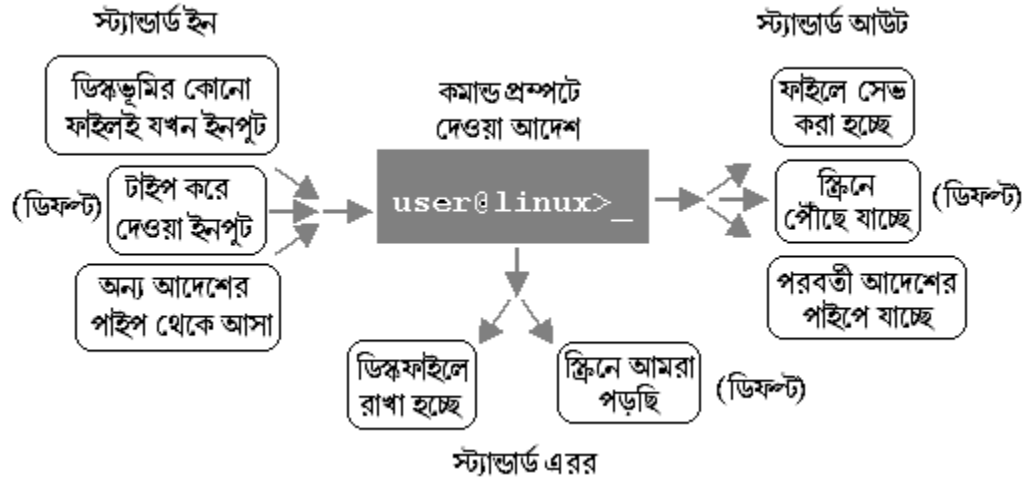 স্ট্যান্ডার্ড ইন
ডিস্কভূমির কোনো
ফাইলই যখন ইনপুট
(ডিফল্ট)
টাইপ করে
দেওয়া ইনপুট
অন্য আদেশের
পাইপ থেকে আসা
কমান্ড প্রম্পটে
দেওয়া আদেশ
user@linux>_
স্ট্যান্ডার্ড আউট
ফাইলে সেভ
করা হচ্ছে
স্ক্রিনে
পৌঁছে যাচ্ছে
(ডিফল্ট)
পরবর্তী আদেশের
পাইপে যাচ্ছে
ডিস্কফাইলে
রাখা হচ্ছে
স্ক্রিনে আমরা
পড়ছি
(ডিফল্ট)
স্ট্যান্ডার্ড এরর